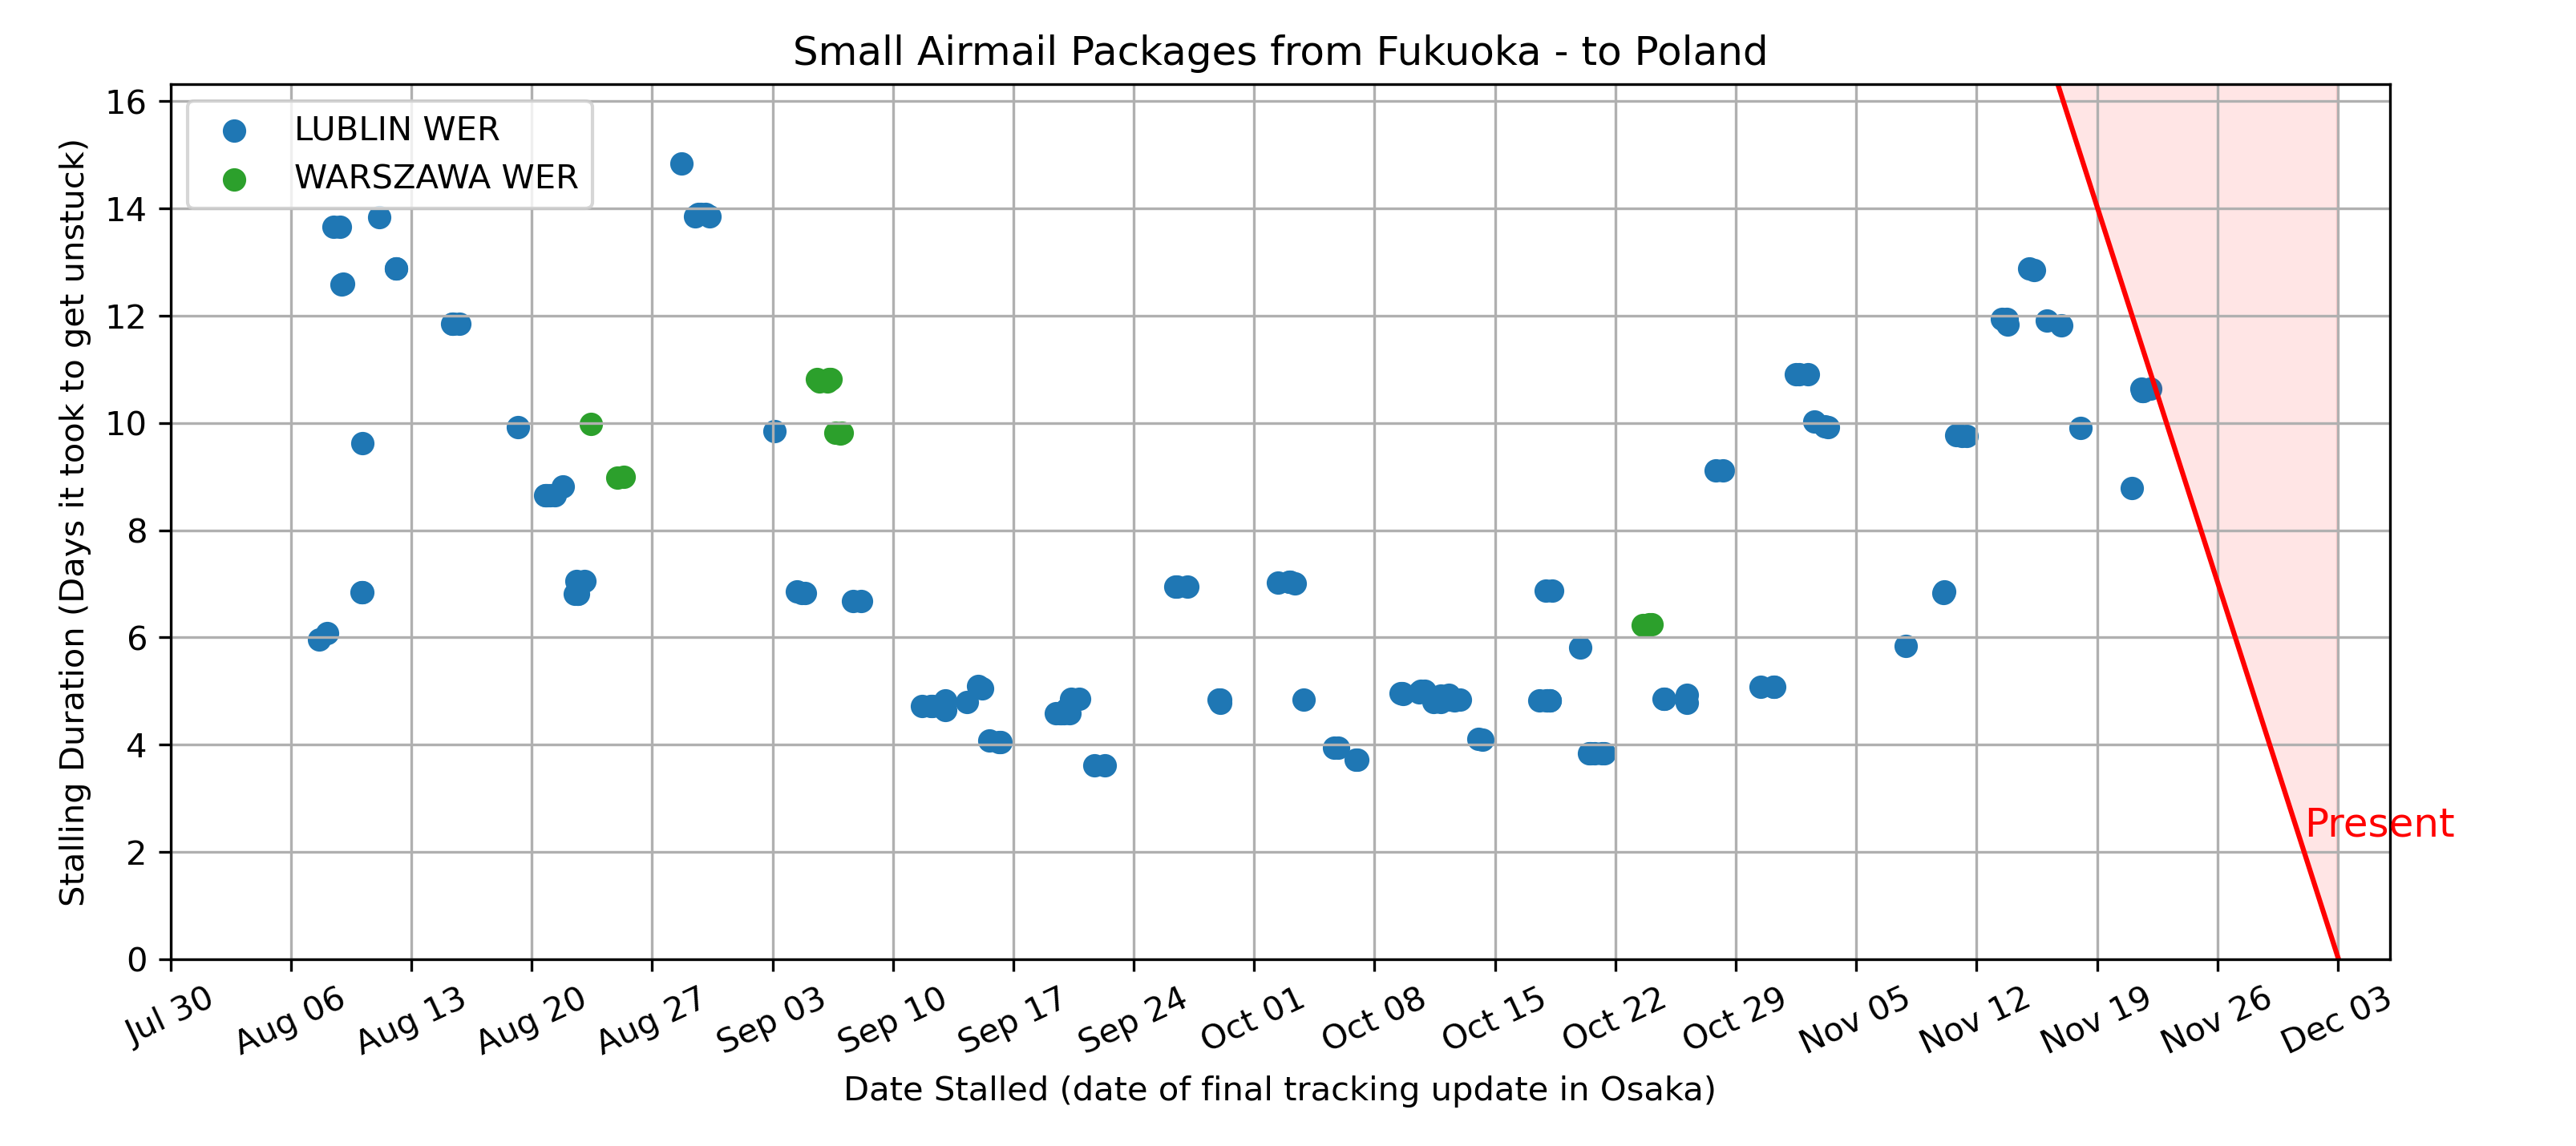 Small Airmail Packages from Fukuoka - to Poland
LUBLIN WER
WARSZAWA WER
Stalling Duration (Days it took to get unstuck)
16
14
12
10
8
6
4
2
0
Present
Jul 30
Aug 06
Aug 13
Aug 20
Aug 27
Sep 03
Sep 10
Sep 17
Sep 24
Oct 01
Oct 08
Oct 15
Oct 22
Oct 29
Nov 05
Nov 12
Nov 19
Nov 26
Dec 03
Date Stalled (date of final tracking update in Osaka)